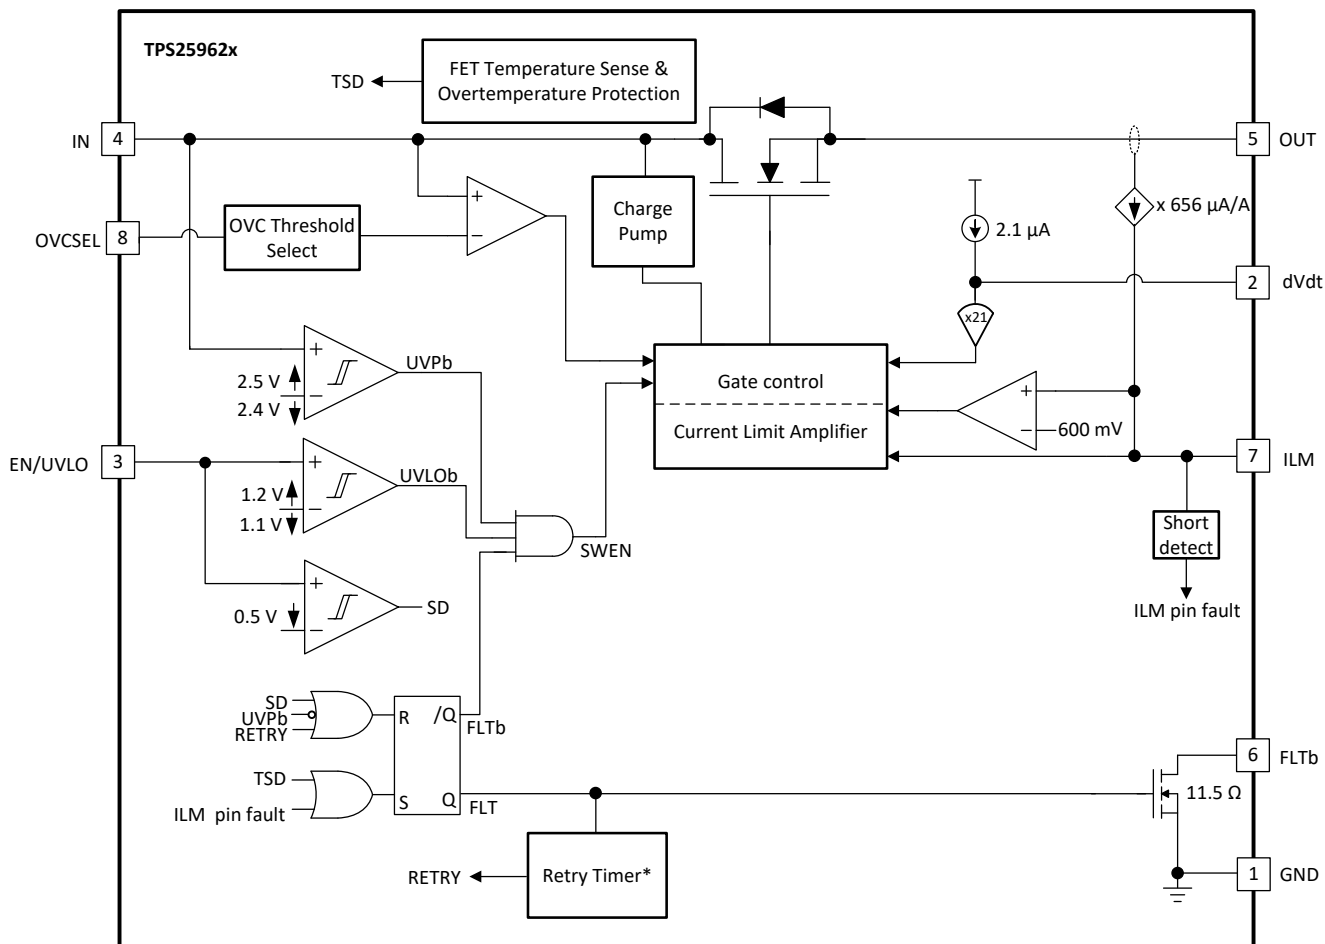 TPS25962x
FET Temperature Sense &
Overtemperature Protection
TSD
IN
4
5
OUT
OVCSEL
8
OVC Threshold
Select
+
−
Charge
Pump
2.1 µA
x 656 µA/A
2
dVdt
x21
2.5 V
2.4 V
+
−
UVPb
Gate control
Current Limit Amplifier
+
−
600 mV
EN/UVLO
3
7
ILM
1.2 V
1.1 V
+
−
UVLOb
SWEN
Short
detect
ILM pin fault
0.5 V
+
−
SD
SD
UVPb
RETRY
R
/Q
FLTb
TSD
ILM pin fault
S
Q
FLT
6
FLTb
11.5 Ω
RETRY
Retry Timer*
1
GND